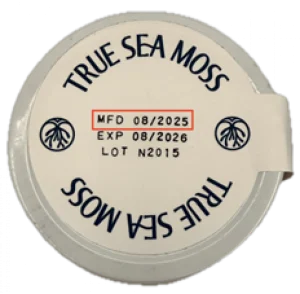 TRUE SEA MOSS
MFD 08/2025
EXP 08/2026
LOT N2015
TRUE SEA MOSS